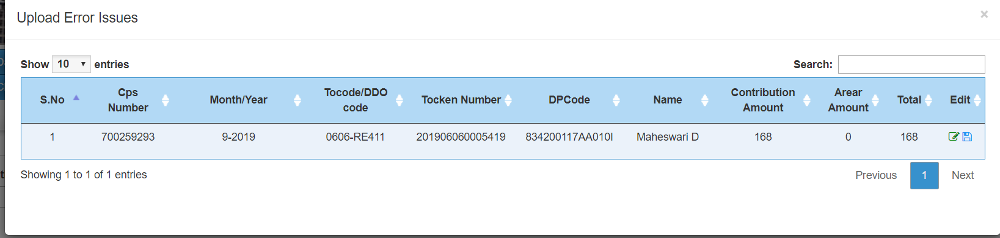 Upload Error Issues
×
Show 10 entries
Search:
S.No
Cps Number
Month/Year
Tocode/DDO code
Tocken Number
DPCode
Name
Contribution Amount
Arear Amount
Total
Edit
1 700259293 9-2019 0606-RE411 201906060005419 834200117AA010I Maheswari D 168 0 168
Showing 1 to 1 of 1 entries
Previous 1 Next